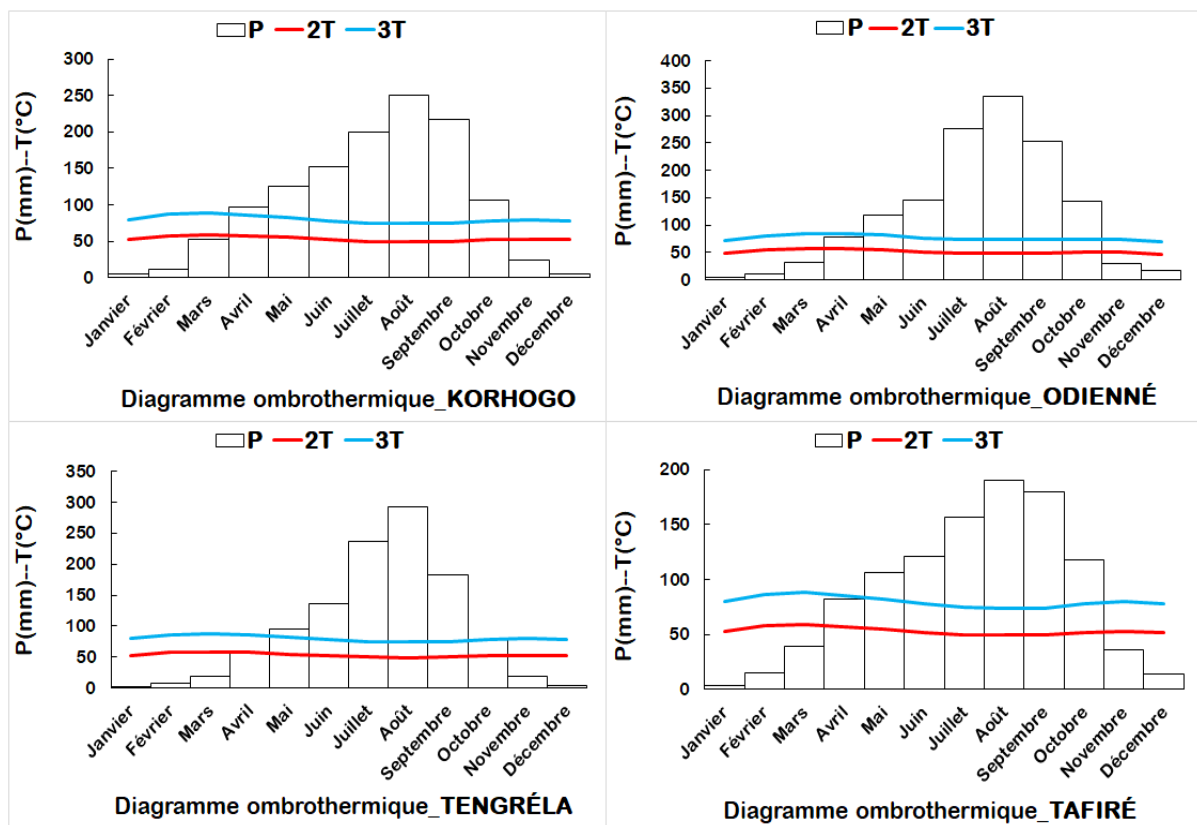 P 2T 3T
P(mm)--T(°C)
300
250
200
150
100
50
0
Janvier
Février
Mars
Avril
Mai
Juin
Juillet
Août
Septembre
Octobre
Novembre
Décembre
Diagramme ombrothermique_KORHOGO
P 2T 3T
P(mm)--T(°C)
400
350
300
250
200
150
100
50
0
Janvier
Février
Mars
Avril
Mai
Juin
Juillet
Août
Septembre
Octobre
Novembre
Décembre
Diagramme ombrothermique_ODIENNÉ
P 2T 3T
P(mm)--T(°C)
350
300
250
200
150
100
50
0
Janvier
Février
Mars
Avril
Mai
Juin
Juillet
Août
Septembre
Octobre
Novembre
Décembre
Diagramme ombrothermique_TENGRÉLA
P 2T 3T
P(mm)--T(°C)
200
150
100
50
0
Janvier
Février
Mars
Avril
Mai
Juin
Juillet
Août
Septembre
Octobre
Novembre
Décembre
Diagramme ombrothermique_TAFIRÉ